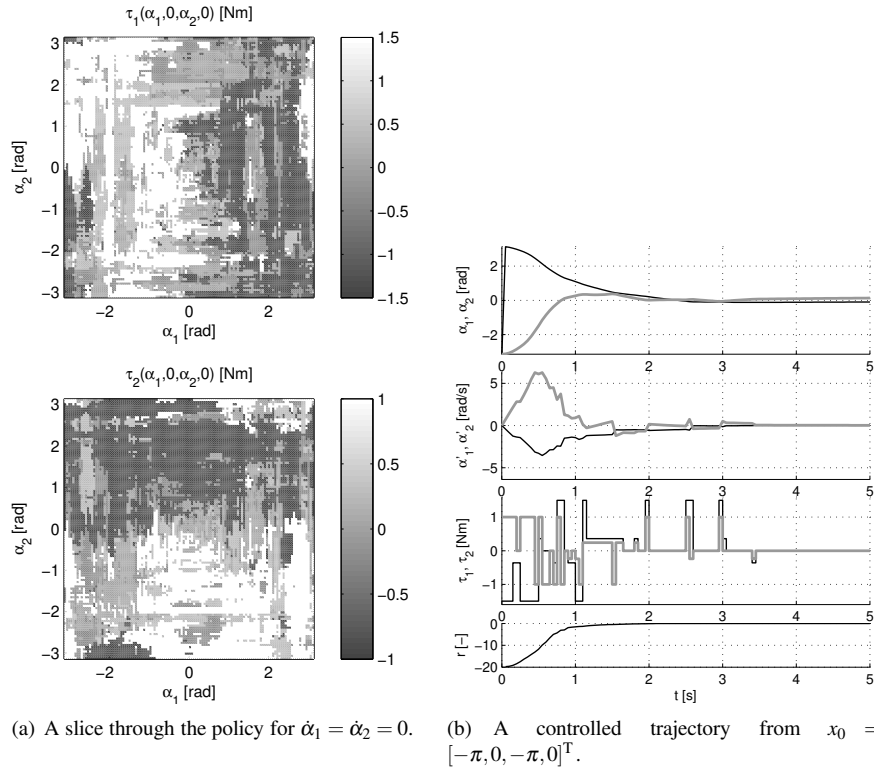 τ1(α1,0,α2,0) [Nm]
3
2
1
0
−1
−2
−3
α2 [rad]
−2
0
2
α1 [rad]
1.5
1
0.5
0
−0.5
−1
−1.5
τ2(α1,0,α2,0) [Nm]
3
2
1
0
−1
−2
−3
α2 [rad]
−2
0
2
α1 [rad]
1
0.5
0
−0.5
−1
(a) A slice through the policy for α̇1 = α̇2 = 0.
α1, α2 [rad]
2
0
−2
0 1 2 3 4 5
α'1, α'2 [rad/s]
5
0
−5
0 1 2 3 4 5
τ1, τ2 [Nm]
1
0
−1
0 1 2 3 4 5
r [−]
0
−10
−20
0 1 2 3 4 5
t [s]
(b) A controlled trajectory from x0 =
[−π,0,−π,0]T.